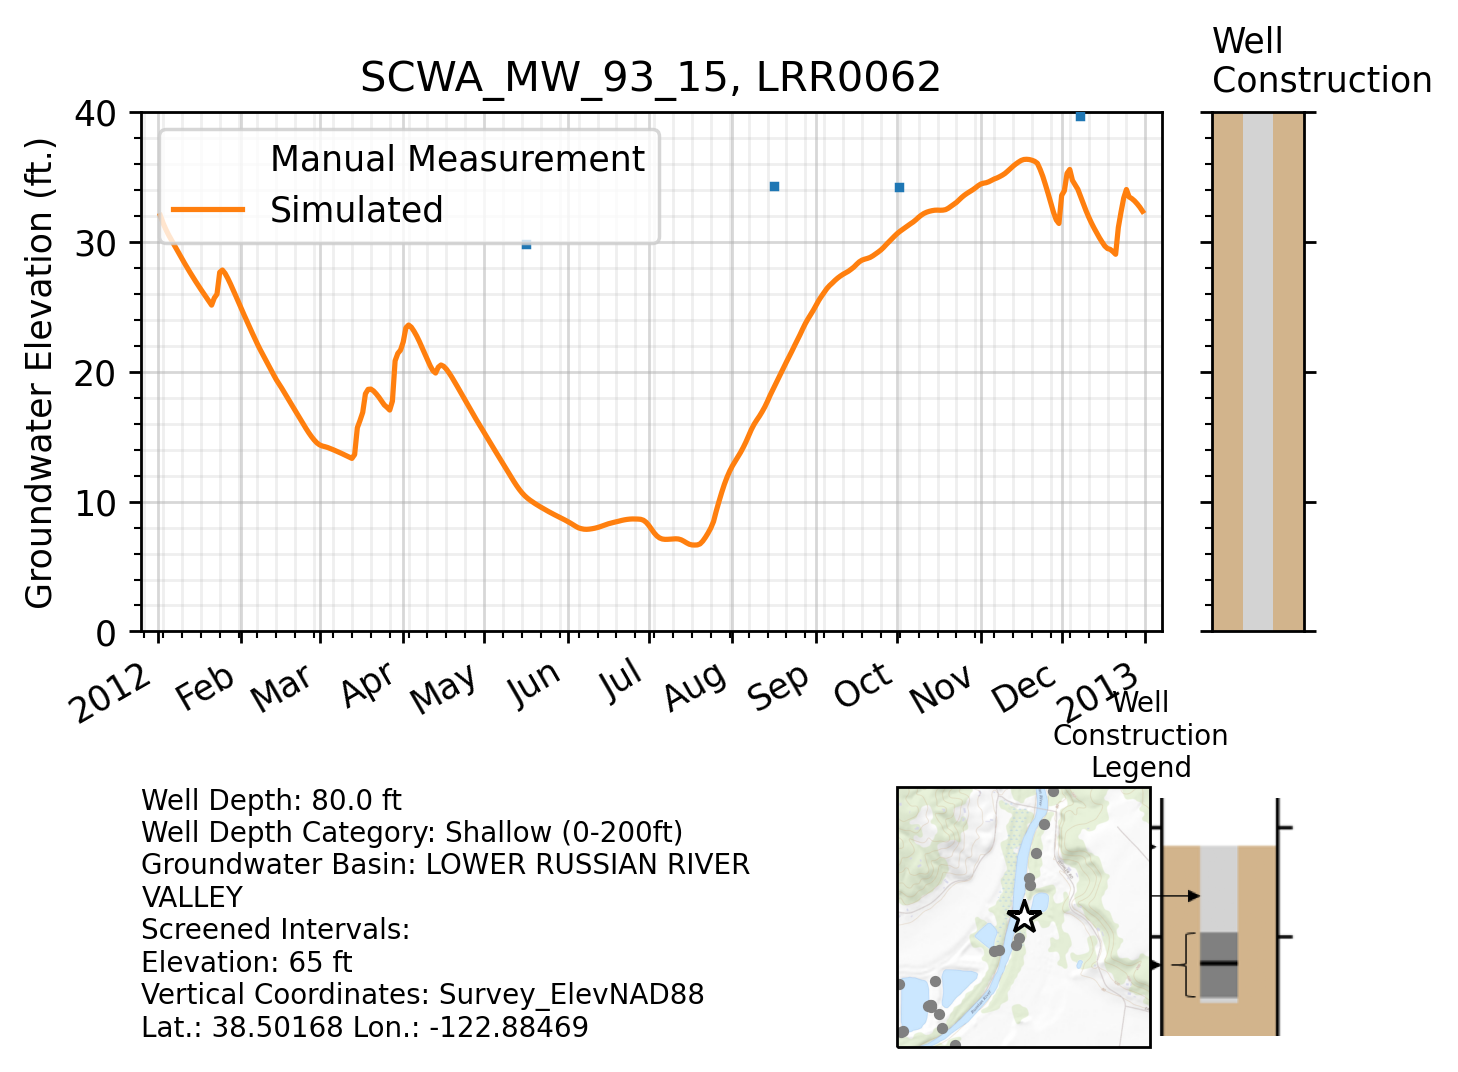 Well
Construction
SCWA_MW_93_15, LRR0062
Groundwater Elevation (ft.)
40
30
20
10
0
Manual Measurement
Simulated
2012
Feb
Mar
Apr
May
Jun
Jul
Aug
Sep
Oct
Nov
Dec
2013
Well
Construction
Legend
Well Depth: 80.0 ft
Well Depth Category: Shallow (0-200ft)
Groundwater Basin: LOWER RUSSIAN RIVER
VALLEY
Screened Intervals:
Elevation: 65 ft
Vertical Coordinates: Survey_ElevNAD88
Lat.: 38.50168 Lon.: -122.88469